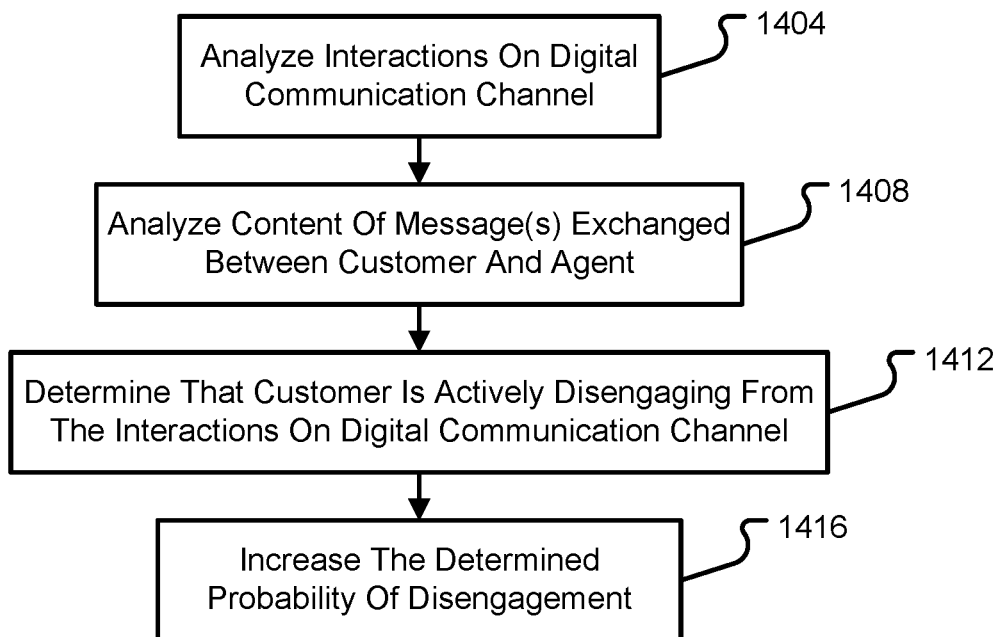 1404
Analyze Interactions On Digital
Communication Channel
1408
Analyze Content Of Message(s) Exchanged
Between Customer And Agent
1412
Determine That Customer Is Actively Disengaging From
The Interactions On Digital Communication Channel
1416
Increase The Determined
Probability Of Disengagement